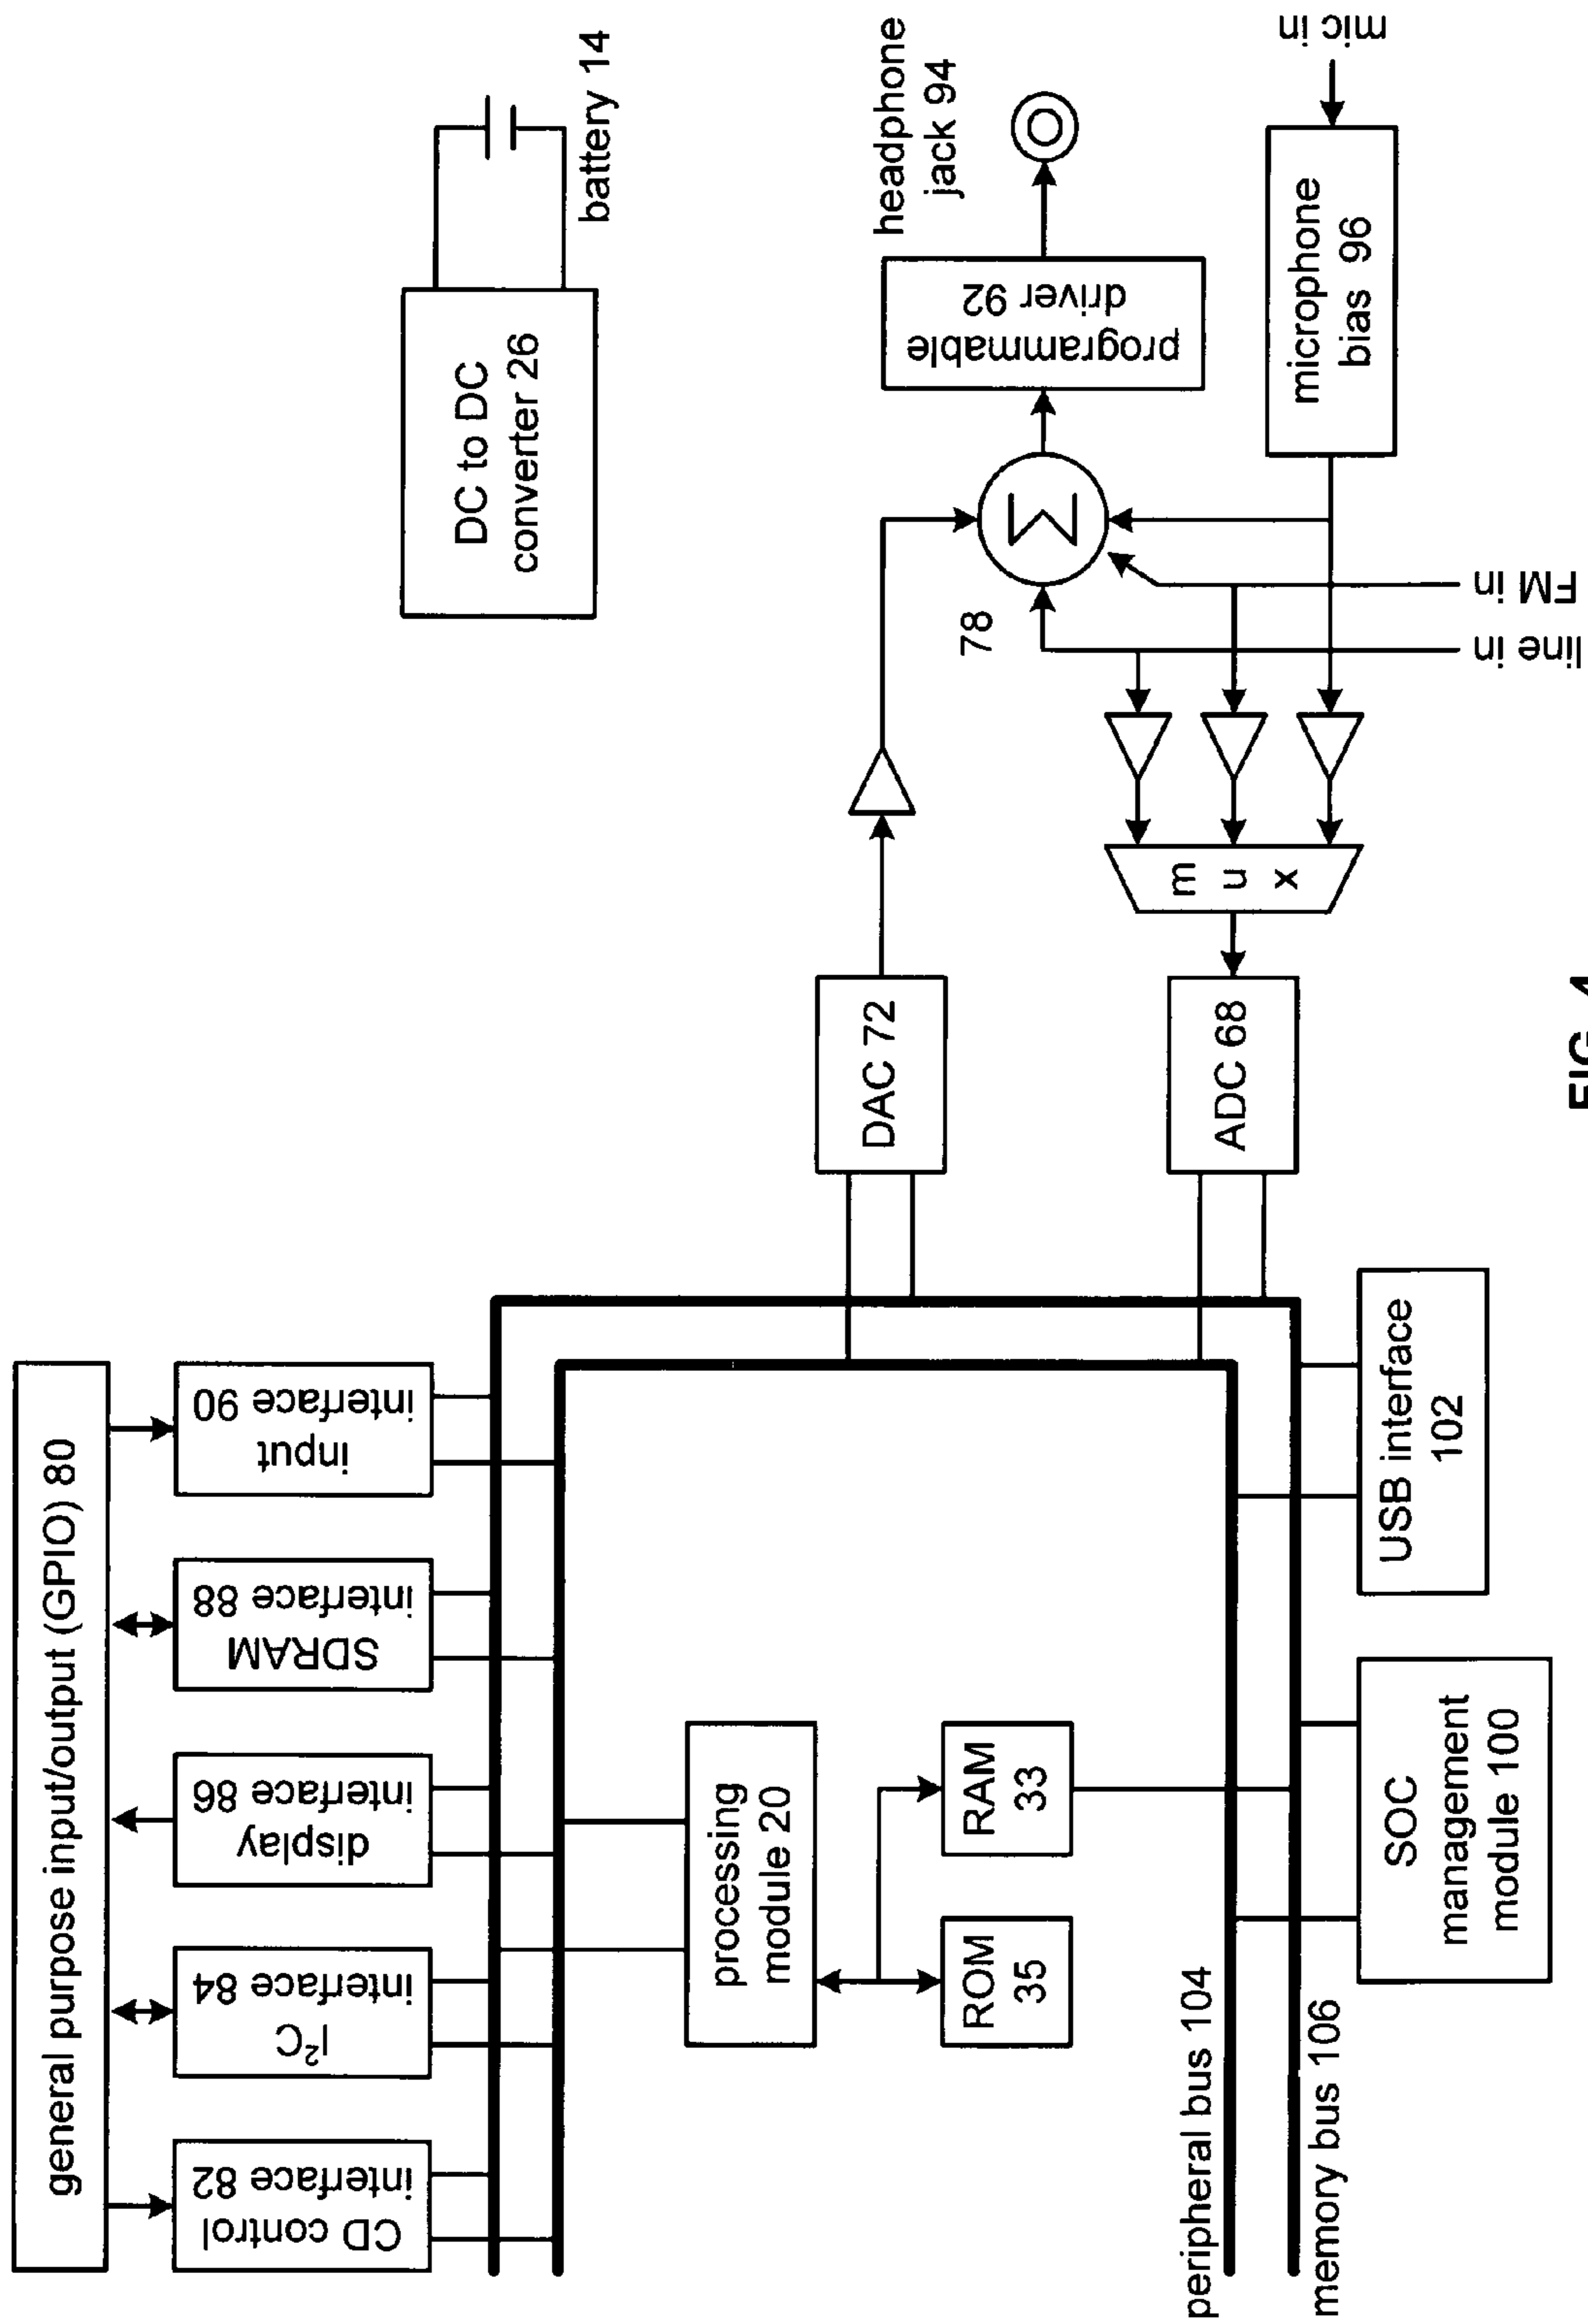 general purpose input/output (GPIO) 80
CD control
interface 82
I²C
interface 84
display
interface 86
SDRAM
interface 88
input
interface 90
processing
module 20
ROM
35
RAM
33
peripheral bus 104
memory bus 106
SOC
management
module 100
USB interface
102
DAC 72
ADC 68
m
u
x
78
Σ
line in
FM in
DC to DC
converter 26
battery 14
programmable
driver 92
headphone
jack 94
microphone
bias 96
mic in